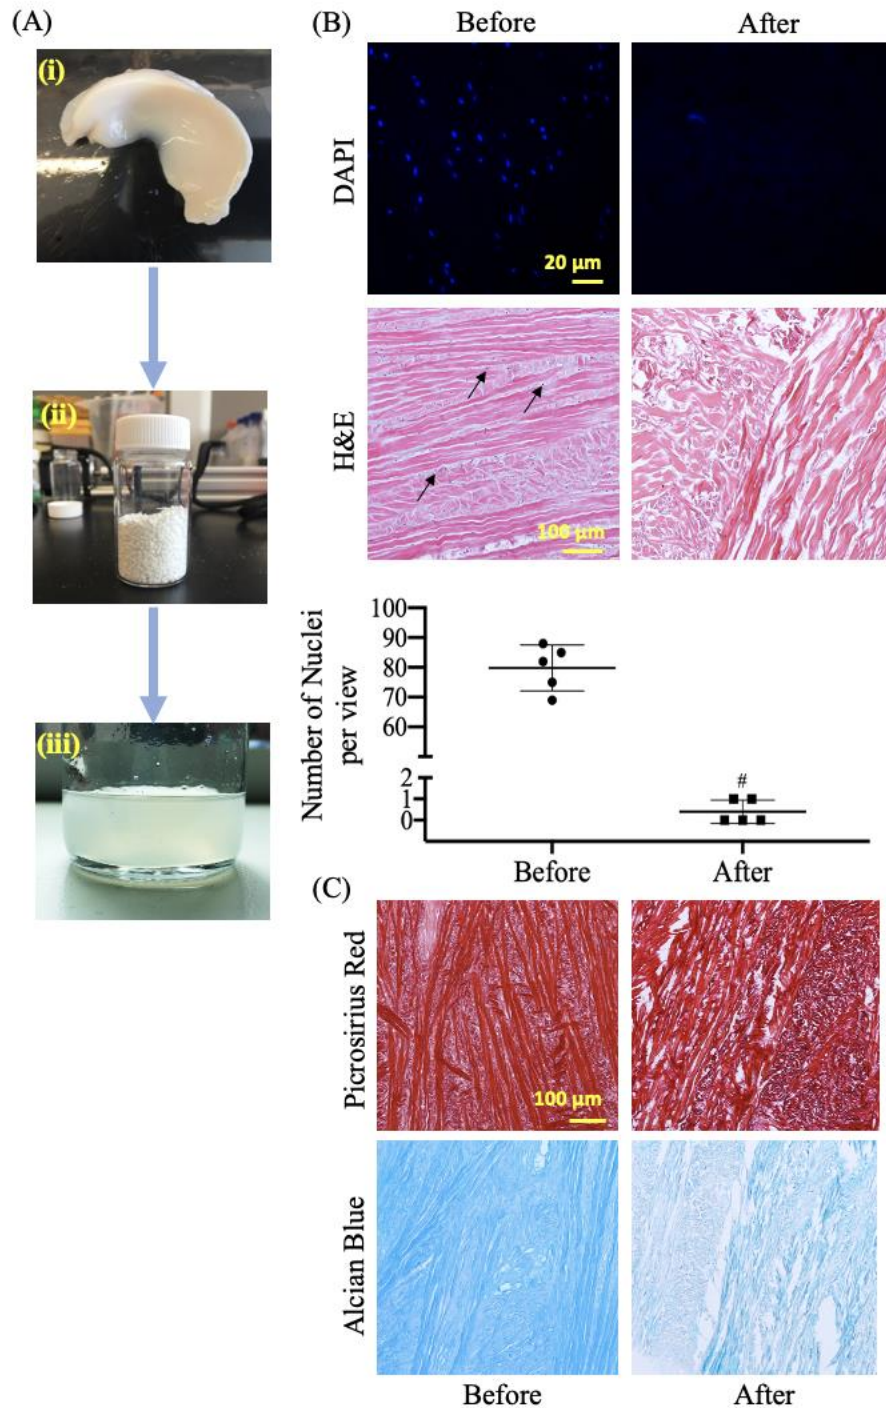 (A)
(i)
(ii)
(iii)
(B)
Before After
DAPI
20 μm
H&E
100 μm
Number of Nuclei
per view
100
90
80
70
60
2
1
0
#
Before After
(C)
Picrosirius Red
100 μm
Alcian Blue
Before After